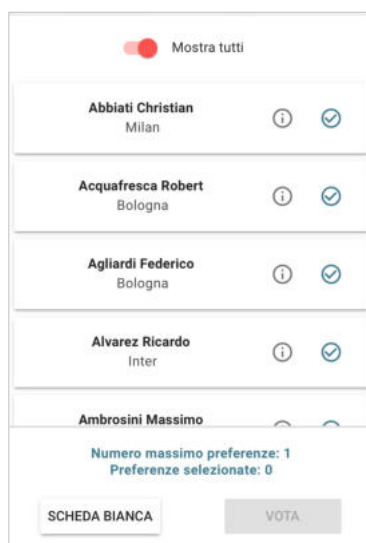 Mostra tutti
Abbiati Christian
Milan
Acquafresca Robert
Bologna
Agliardi Federico
Bologna
Alvarez Ricardo
Inter
Ambrosini Massimo
Numero massimo preferenze: 1
Preferenze selezionate: 0
SCHEDA BIANCA
VOTA